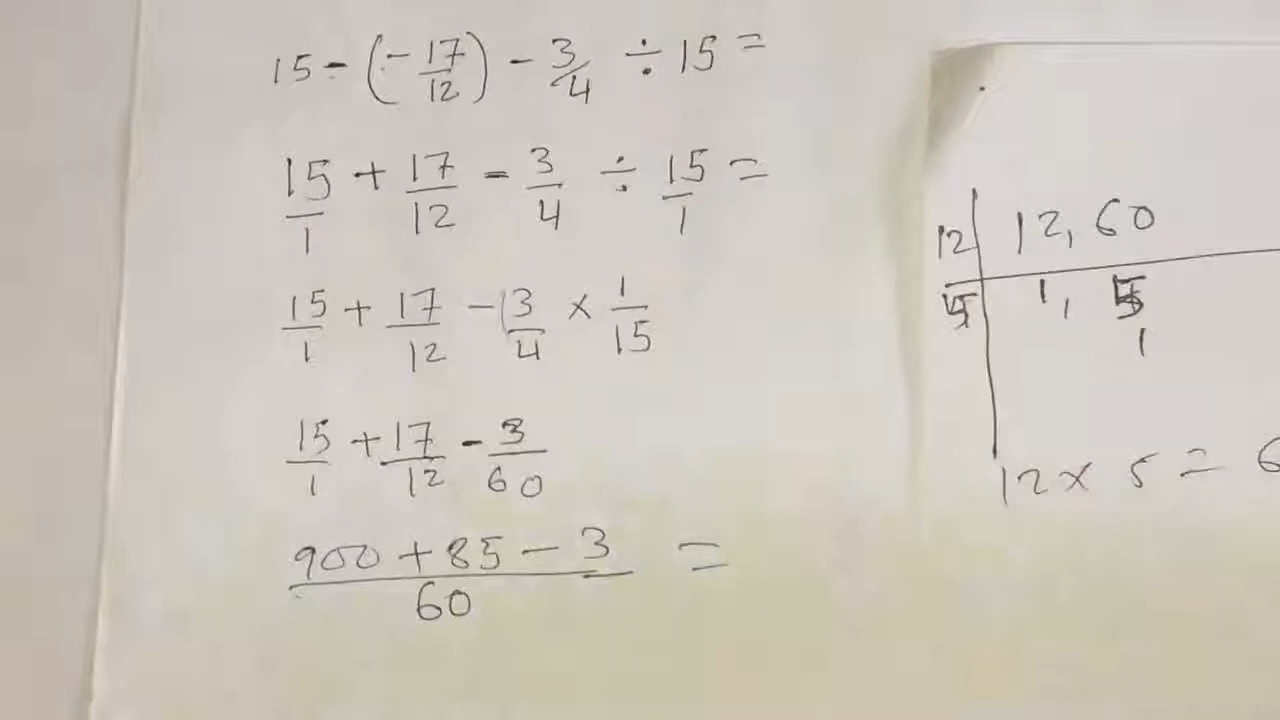 15 - (-17/12) - 3/4 ÷ 15 =
15/1 + 17/12 - 3/4 ÷ 15/1 =
15/1 + 17/12 - 3/4 × 1/15
15/1 + 17/12 - 3/60
900 + 85 - 3 / 60 =
12 | 12, 60
5 | 1, 5
1
12 × 5 = 6